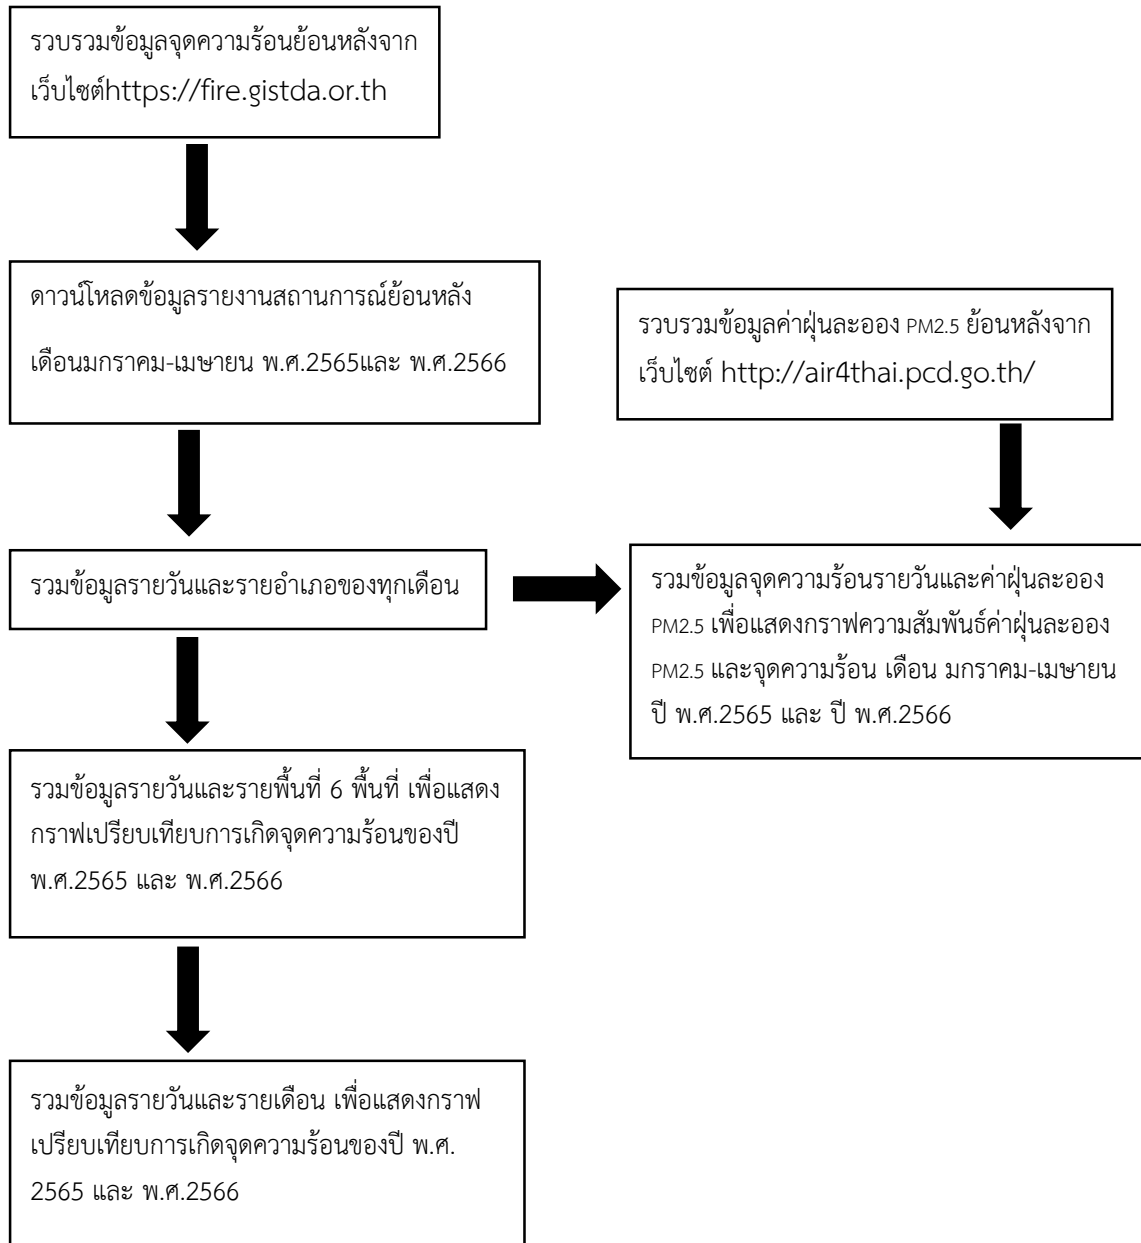 รวบรวมข้อมูลจุดความร้อนย้อนหลังจาก
เว็บไซต์https://fire.gistda.or.th
ดาวน์โหลดข้อมูลรายงานสถานการณ์ย้อนหลัง
เดือนมกราคม-เมษายน พ.ศ.2565และ พ.ศ.2566
รวบรวมข้อมูลค่าฝุ่นละออง PM2.5 ย้อนหลังจาก
เว็บไซต์ http://air4thai.pcd.go.th/
รวมข้อมูลรายวันและรายอำเภอของทุกเดือน
รวมข้อมูลจุดความร้อนรายวันและค่าฝุ่นละออง
PM2.5 เพื่อแสดงกราฟความสัมพันธ์ค่าฝุ่นละออง
PM2.5 และจุดความร้อน เดือน มกราคม-เมษายน
ปี พ.ศ.2565 และ ปี พ.ศ.2566
รวมข้อมูลรายวันและรายพื้นที่ 6 พื้นที่ เพื่อแสดง
กราฟเปรียบเทียบการเกิดจุดความร้อนของปี
พ.ศ.2565 และ พ.ศ.2566
รวมข้อมูลรายวันและรายเดือน เพื่อแสดงกราฟ
เปรียบเทียบการเกิดจุดความร้อนของปี พ.ศ.
2565 และ พ.ศ.2566